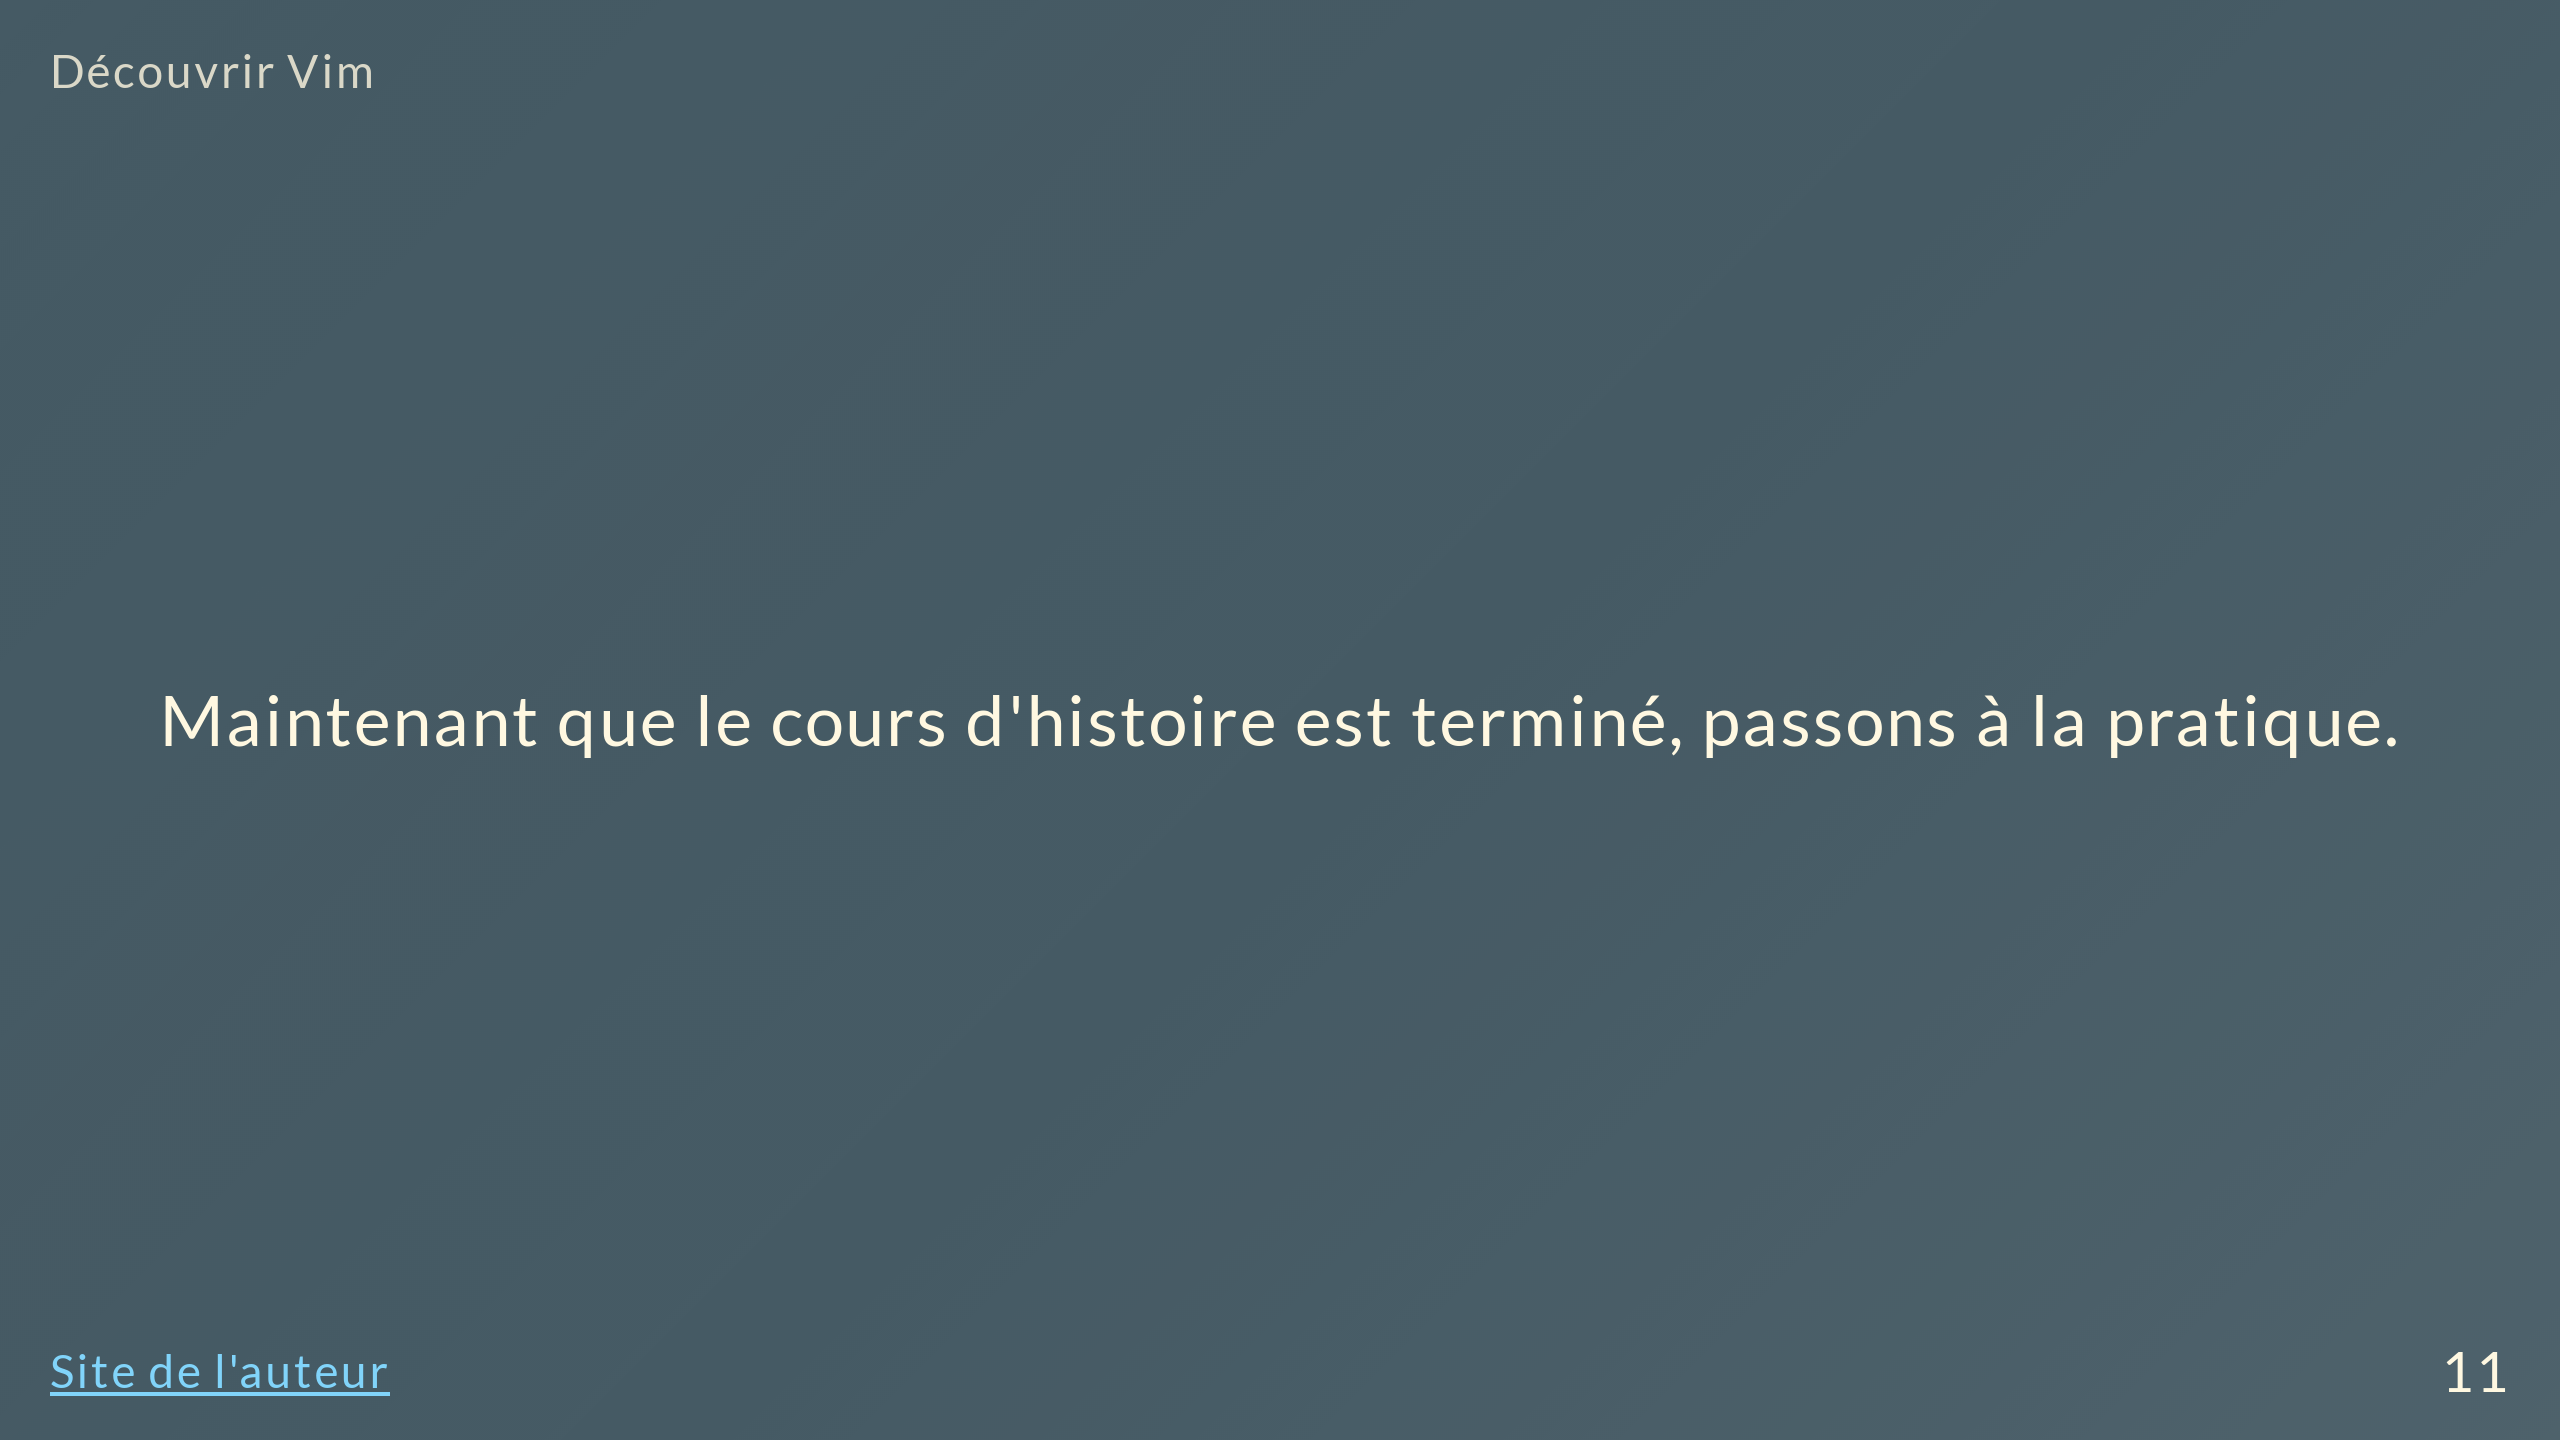 Découvrir Vim
Maintenant que le cours d'histoire est terminé, passons à la pratique.
Site de l'auteur
11